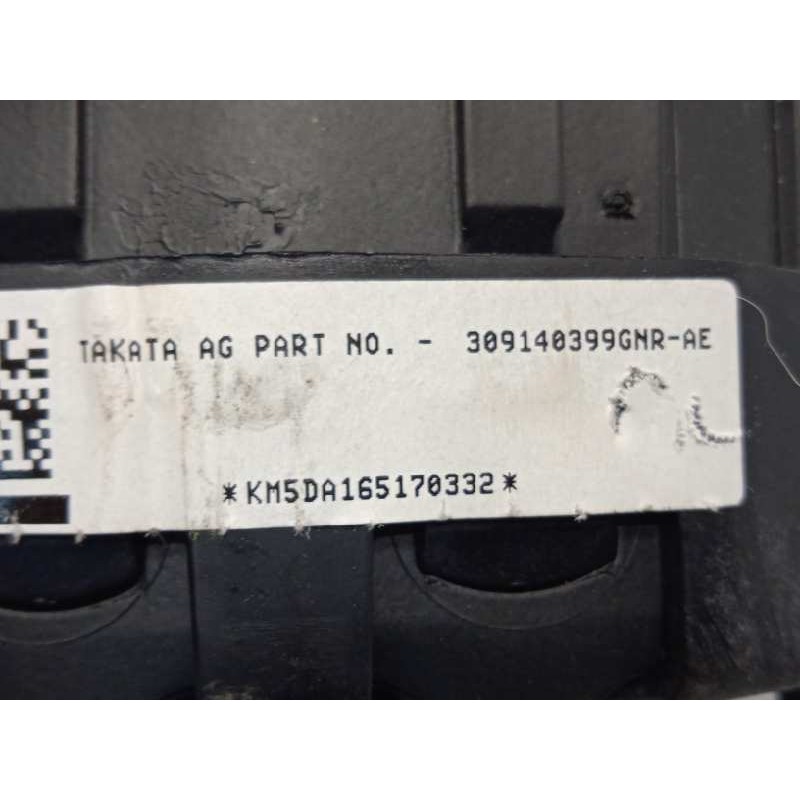 TAKATA AG PART NO. - 309140399GNR-AE
*KM5DA165170332*